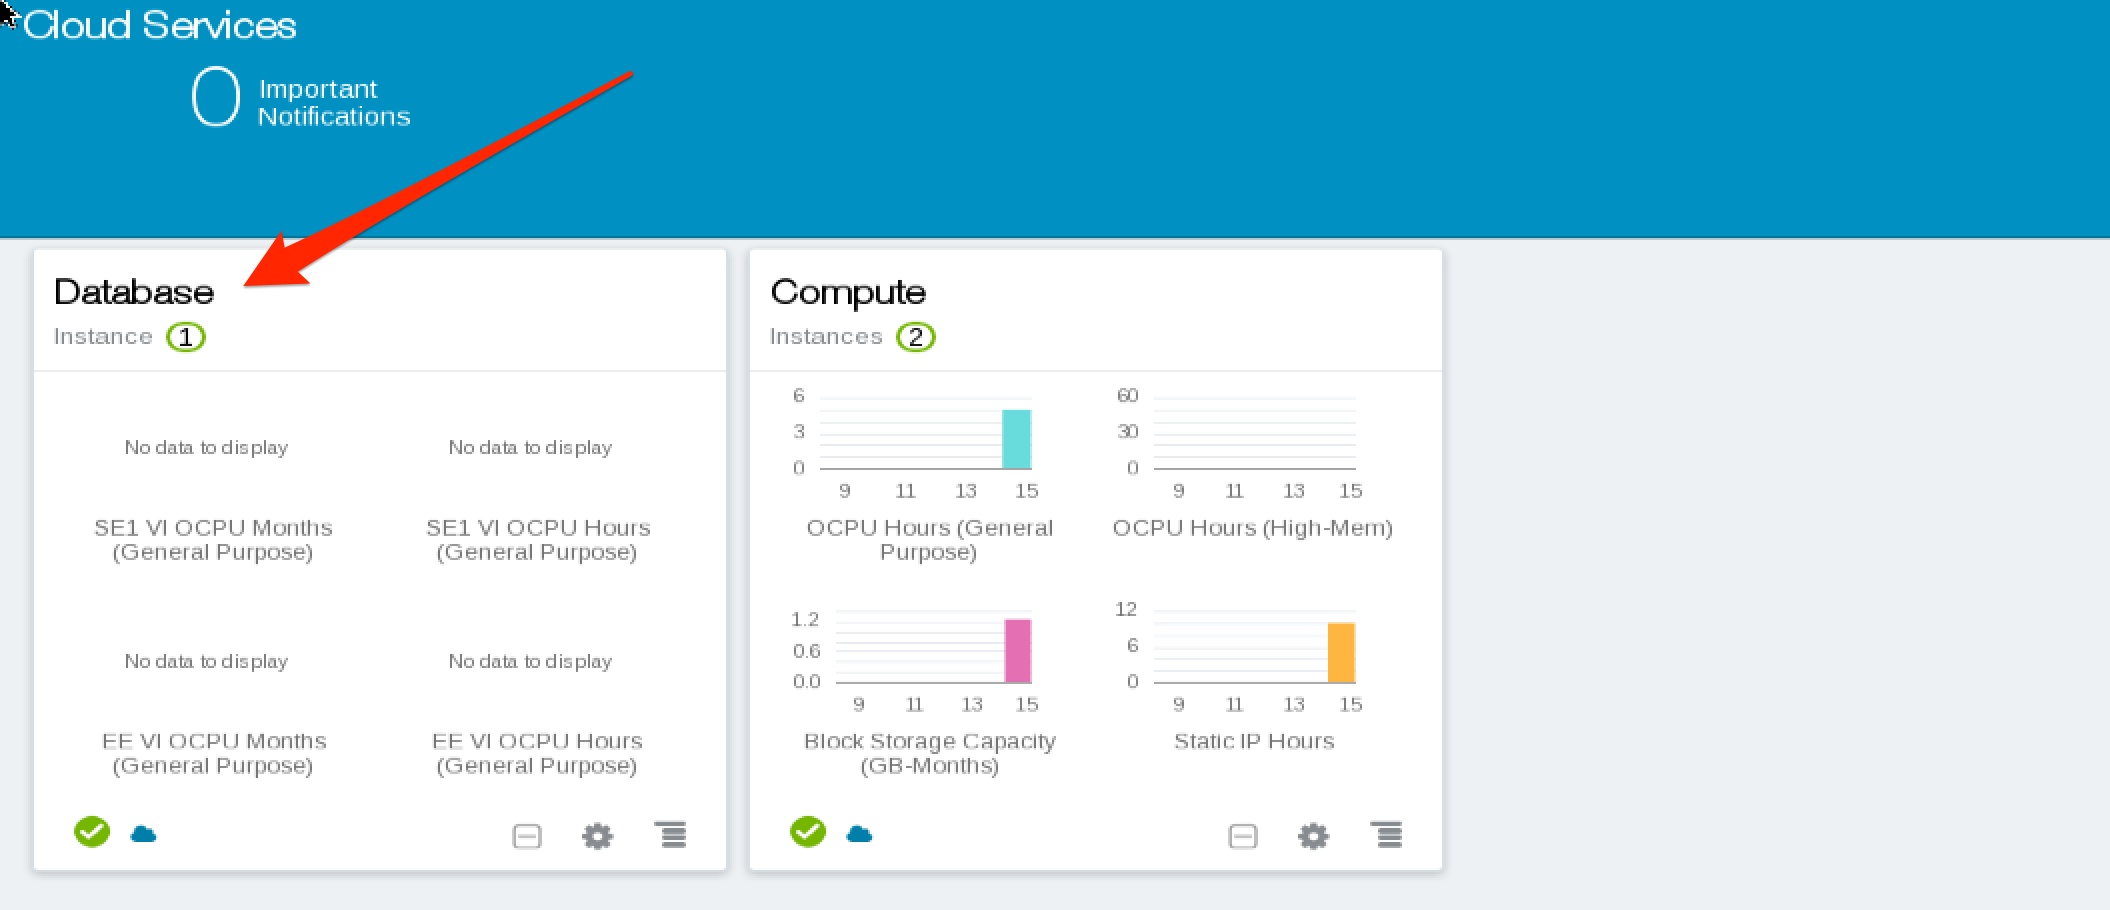 Cloud Services
0 Important
Notifications
Database
Instance 1
No data to display
No data to display
SE1 VI OCPU Months
(General Purpose)
SE1 VI OCPU Hours
(General Purpose)
No data to display
No data to display
EE VI OCPU Months
(General Purpose)
EE VI OCPU Hours
(General Purpose)
Compute
Instances 2
6
3
0
9 11 13 15
OCPU Hours (General
Purpose)
60
30
0
9 11 13 15
OCPU Hours (High-Mem)
1.2
0.6
0.0
9 11 13 15
Block Storage Capacity
(GB-Months)
12
6
0
9 11 13 15
Static IP Hours